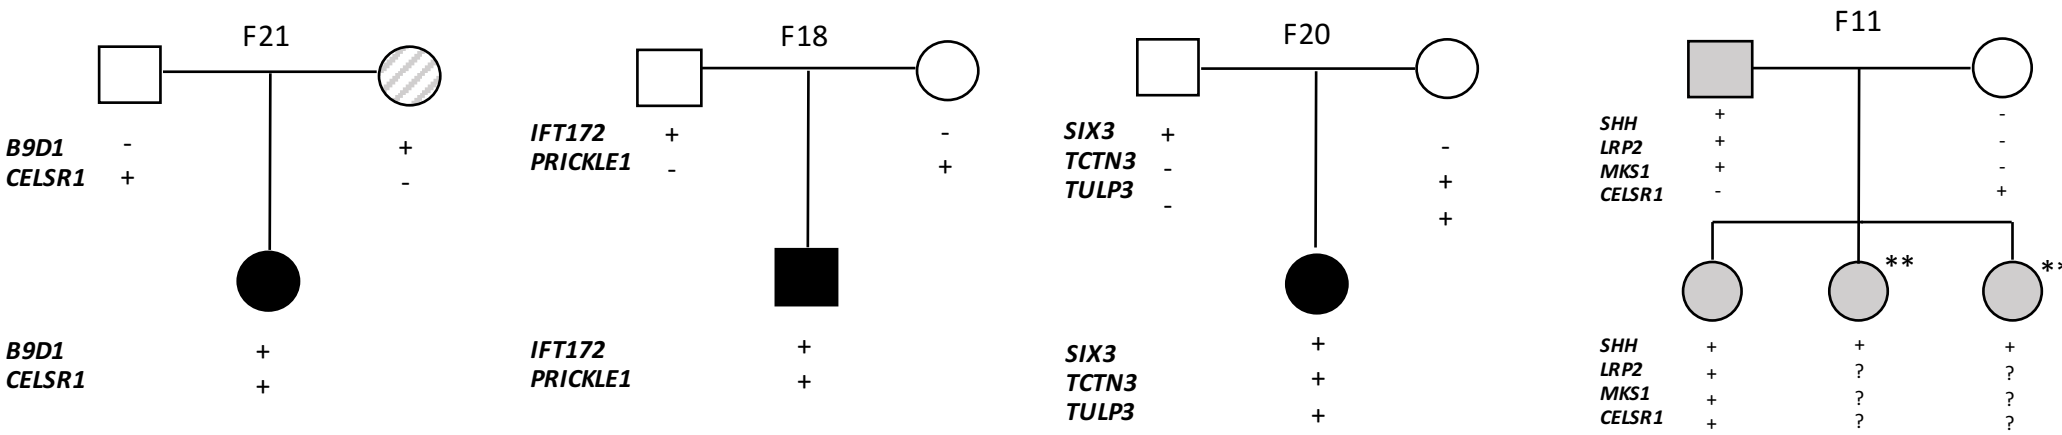 F21
B9D1 - +
CELSR1 + -
B9D1 +
CELSR1 +
F18
IFT172 + -
PRICKLE1 - +
IFT172 +
PRICKLE1 +
F20
SIX3 + -
TCTN3 - +
TULP3 - +
SIX3 +
TCTN3 +
TULP3 +
F11
SHH + -
LRP2 + -
MKS1 + -
CELSR1 - +
** **
SHH + + +
LRP2 + ? ?
MKS1 + ? ?
CELSR1 + ? ?